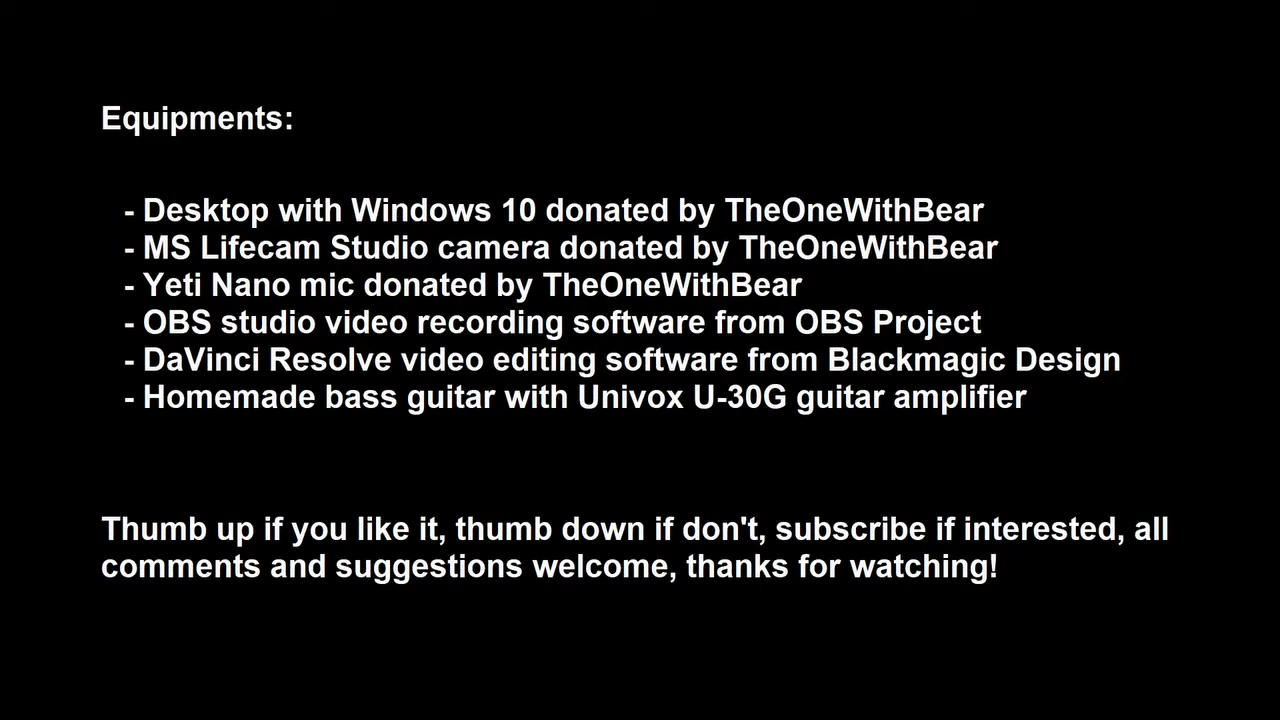 Equipments:
- Desktop with Windows 10 donated by TheOneWithBear
- MS Lifecam Studio camera donated by TheOneWithBear
- Yeti Nano mic donated by TheOneWithBear
- OBS studio video recording software from OBS Project
- DaVinci Resolve video editing software from Blackmagic Design
- Homemade bass guitar with Univox U-30G guitar amplifier
Thumb up if you like it, thumb down if don't, subscribe if interested, all
comments and suggestions welcome, thanks for watching!